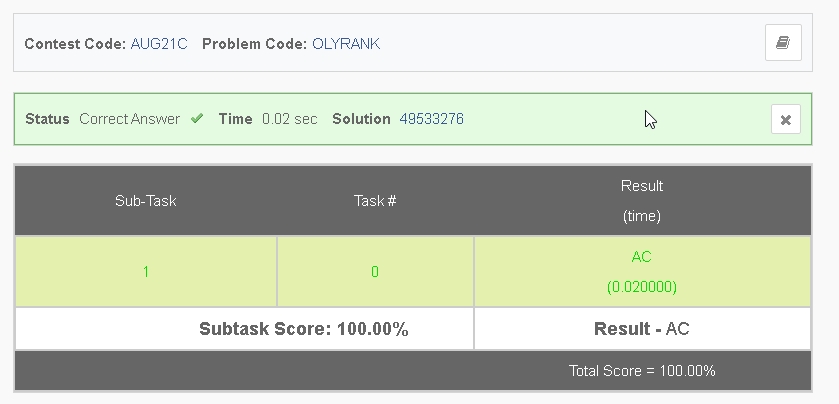 Contest Code: AUG21C Problem Code: OLYRANK
Status Correct Answer ✔ Time 0.02 sec Solution 49533276
Sub-Task Task # Result
(time)
1 0 AC
(0.020000)
Subtask Score: 100.00% Result - AC
Total Score = 100.00%